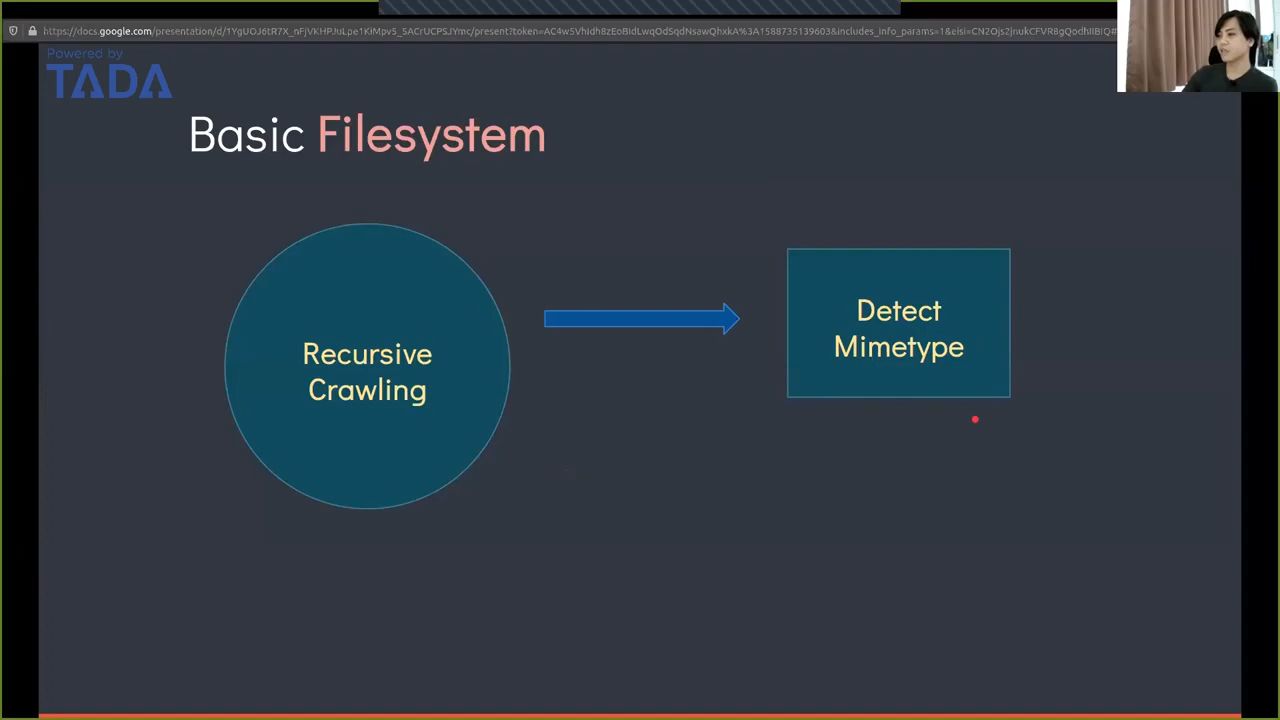 Powered by
TADA
Basic Filesystem
Recursive
Crawling
Detect
Mimetype